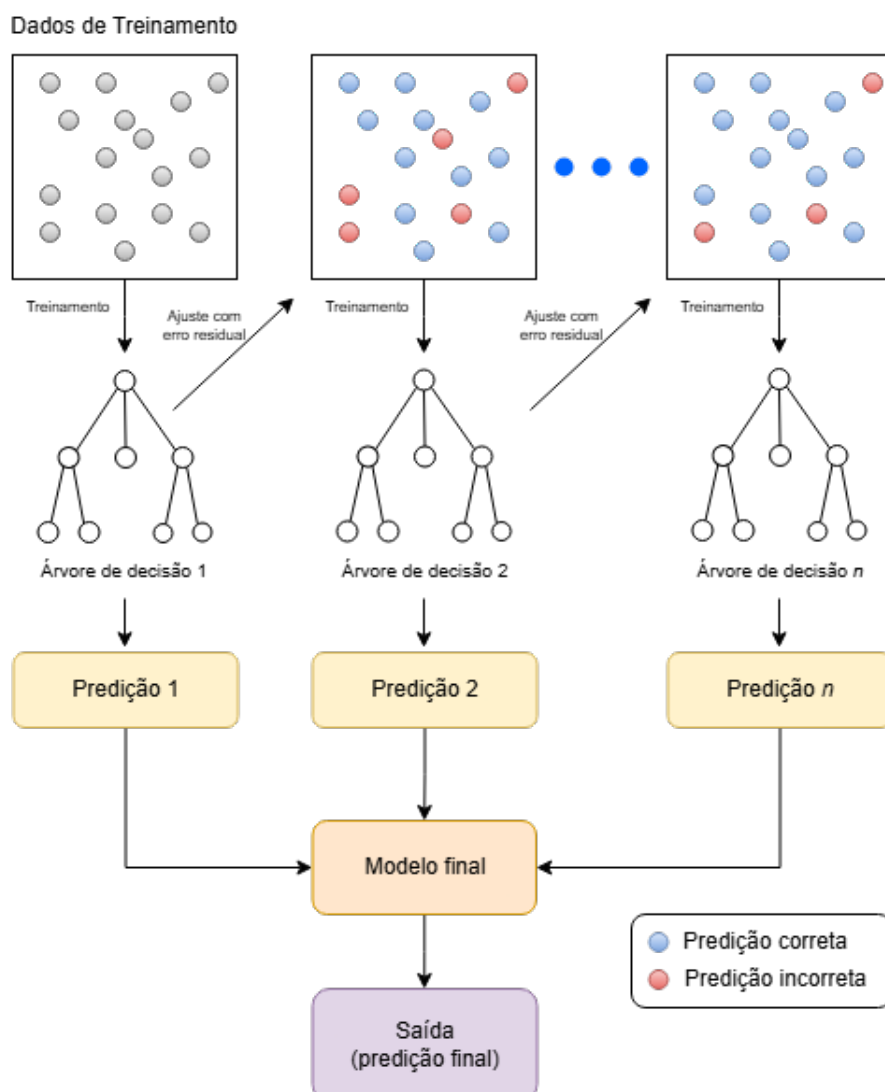 Dados de Treinamento
Treinamento
Ajuste com
erro residual
Treinamento
Ajuste com
erro residual
Treinamento
Árvore de decisão 1
Árvore de decisão 2
Árvore de decisão n
Predição 1
Predição 2
Predição n
Modelo final
Predição correta
Predição incorreta
Saída
(predição final)